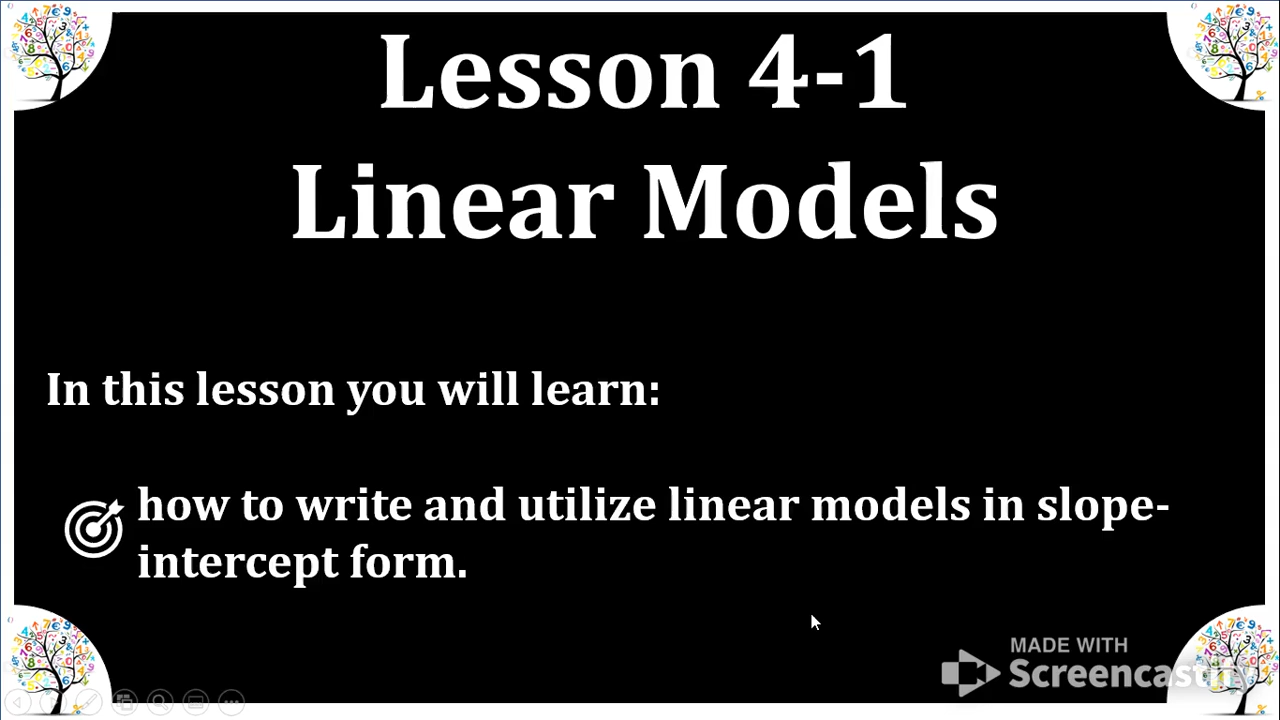 Lesson 4-1
Linear Models
In this lesson you will learn:
how to write and utilize linear models in slope-
intercept form.
MADE WITH
Screencastify